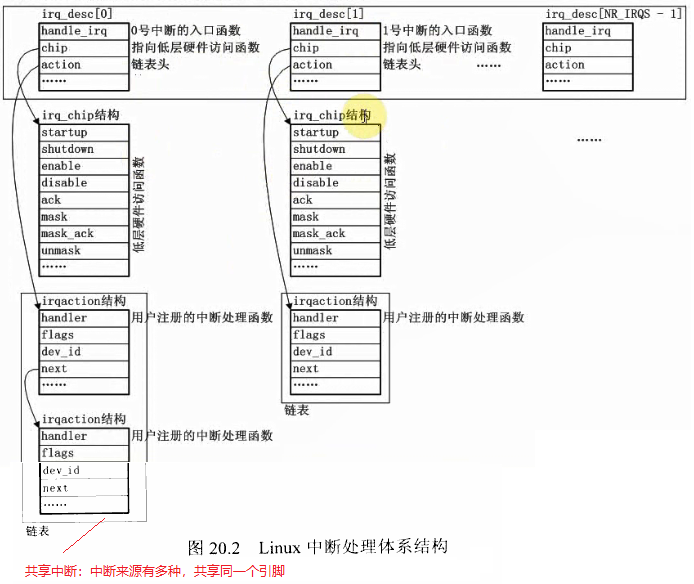 irq_desc[0]
handle_irq 0号中断的入口函数
chip 指向低层硬件访问函数
action 链表头
……
irq_desc[1]
handle_irq 1号中断的入口函数
chip 指向低层硬件访问函数
action 链表头 ……
……
irq_desc[NR_IRQS - 1]
handle_irq
chip
action
……
irq_chip结构
startup
shutdown
enable
disable
ack
mask
mask_ack
unmask
……
低层硬件访问函数
irq_chip结构
startup
shutdown
enable
disable
ack
mask
mask_ack
unmask
……
低层硬件访问函数
……
irqaction结构
handler 用户注册的中断处理函数
flags
dev_id
next
……
irqaction结构
handler 用户注册的中断处理函数
flags
dev_id
next
……
链表
irqaction结构
handler 用户注册的中断处理函数
flags
dev_id
next
……
链表
图 20.2 Linux 中断处理体系结构
共享中断：中断来源有多种，共享同一个引脚